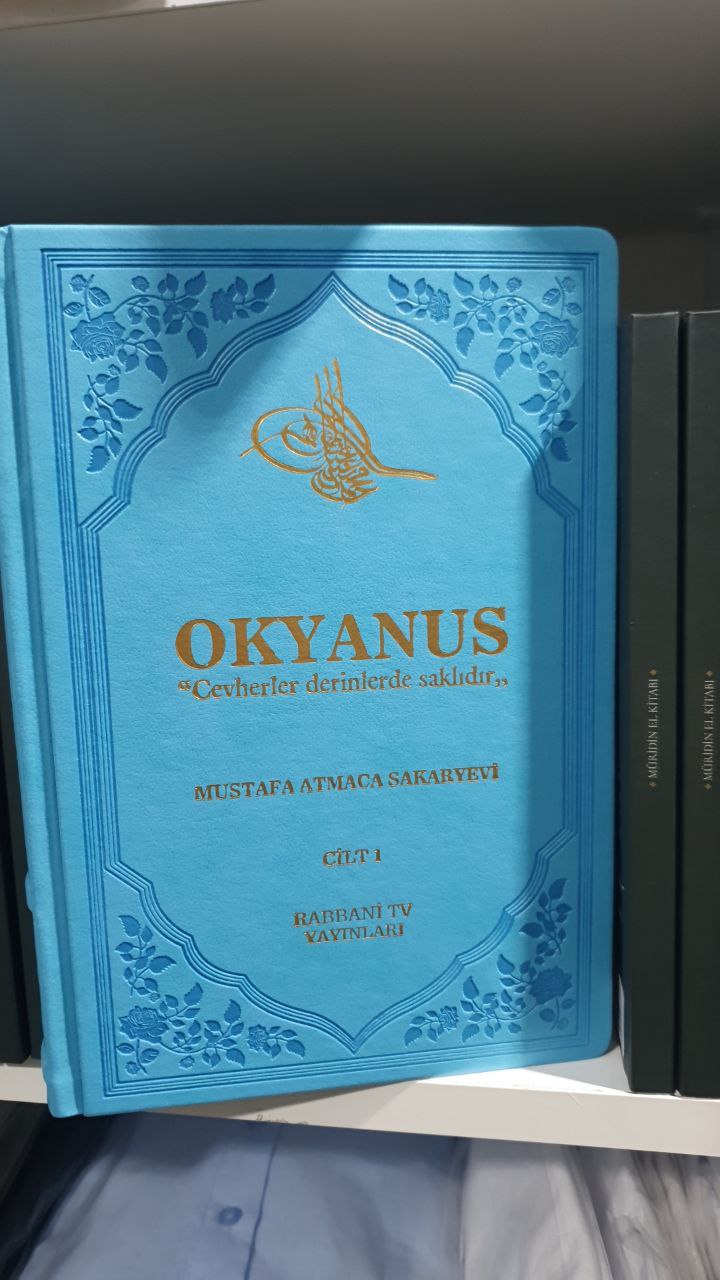 OKYANUS
“Cevherler derinlerde saklıdır„
MUSTAFA ATMACA SAKARYEVİ
CİLT 1
RABBANİ TV
YAYINLARI
MÜRİDİN EL KİTABI
MÜRİDİN EL KİTABI